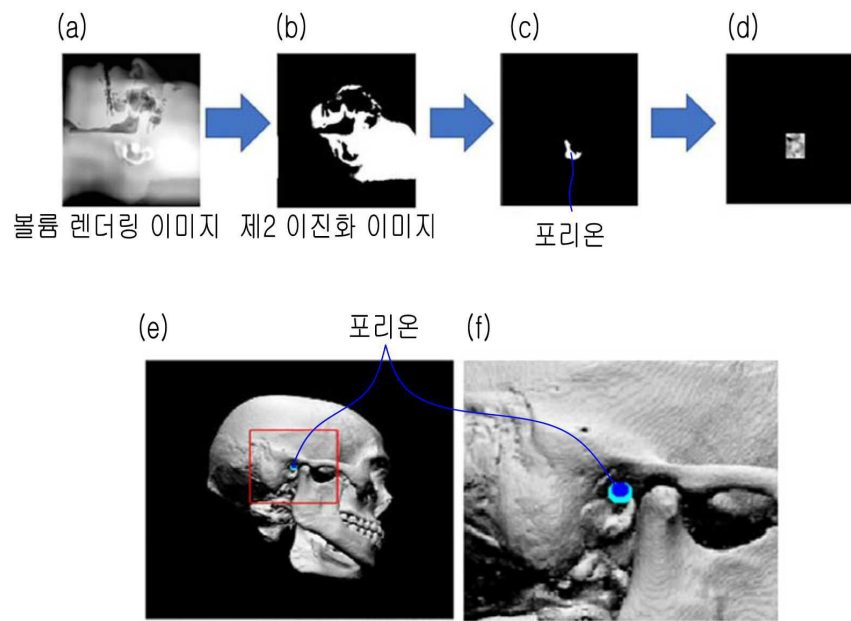 (a) (b) (c) (d)
볼륨 렌더링 이미지 제2 이진화 이미지
포리온
(e) 포리온 (f)